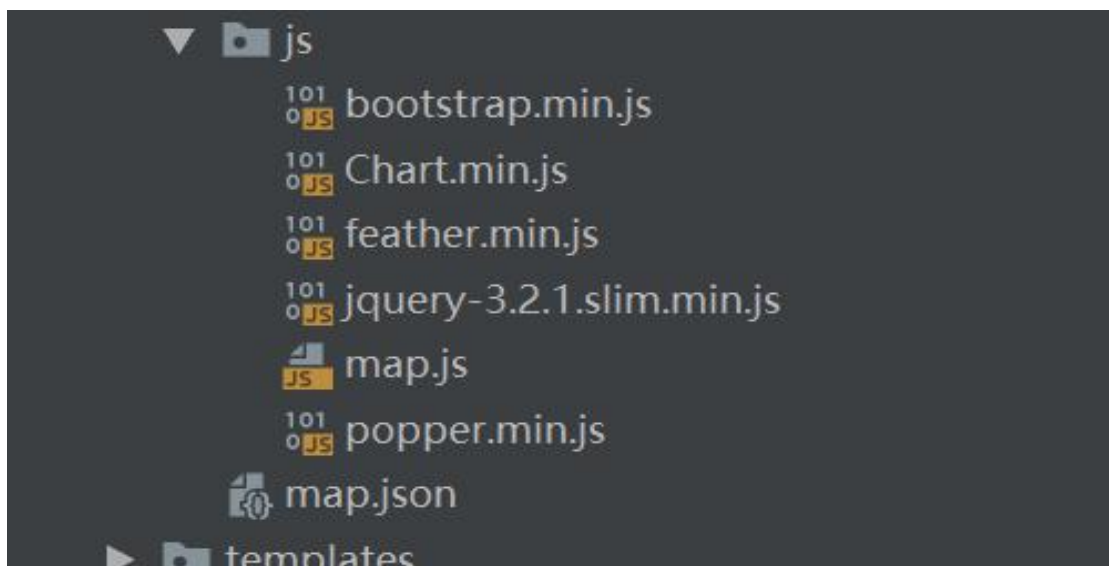 js
bootstrap.min.js
Chart.min.js
feather.min.js
jquery-3.2.1.slim.min.js
map.js
popper.min.js
map.json
templates